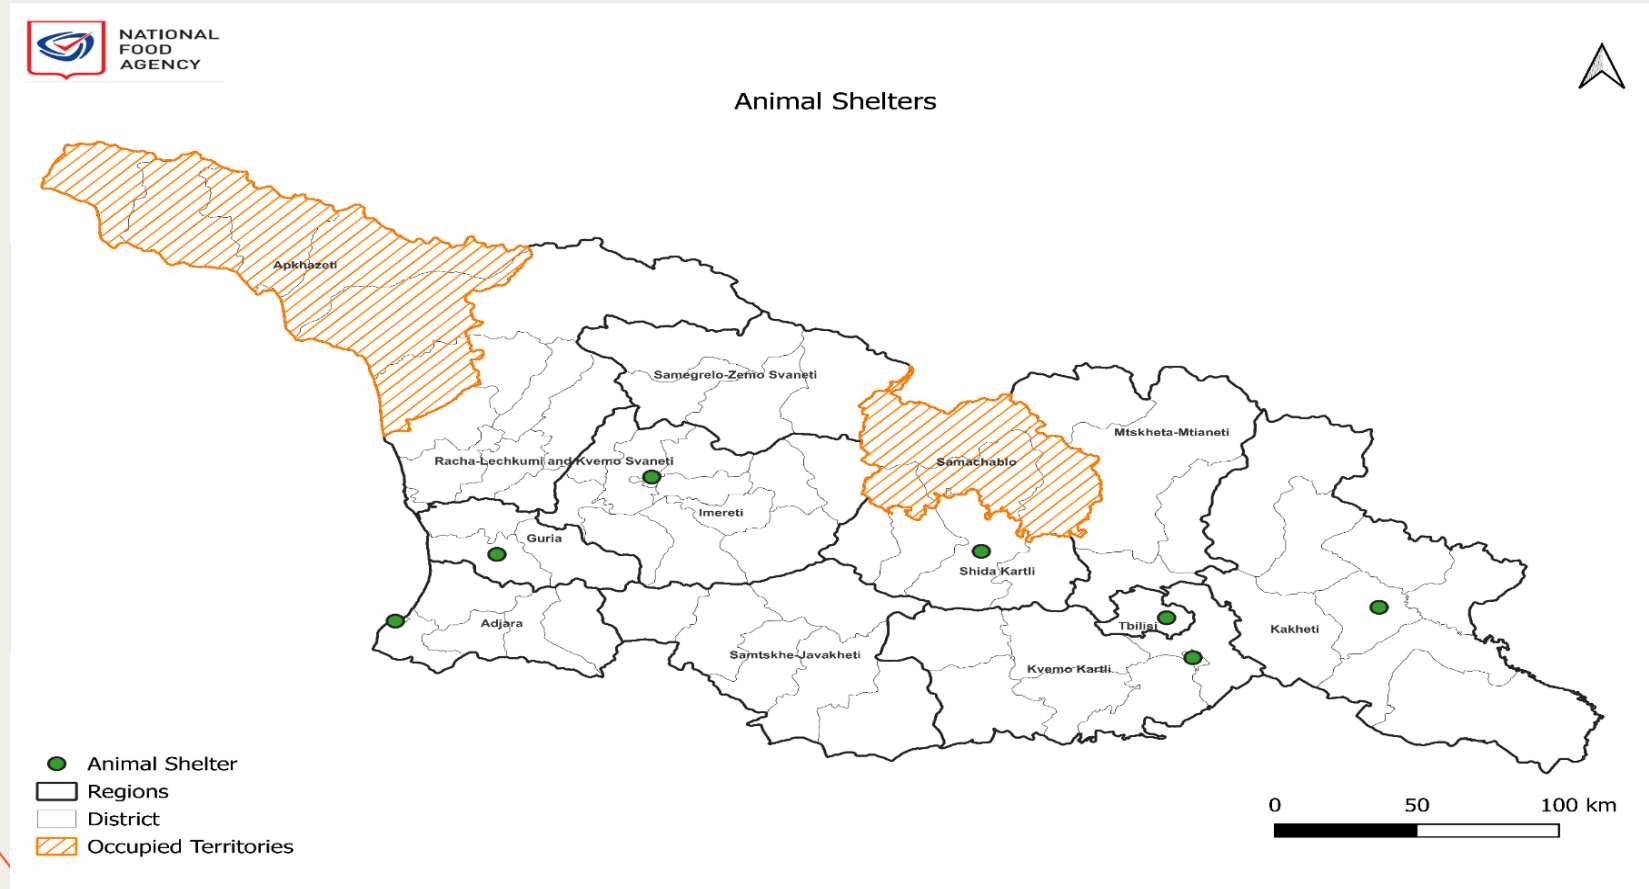 NATIONAL
FOOD
AGENCY
Animal Shelters
Apkhazeti
Samegrelo-Zemo Svaneti
Mtskheta-Mtianeti
Racha-Lechkumi and Kvemo Svaneti
Samachablo
Imereti
Guria
Shida Kartli
Adjara
Tbilisi
Kakheti
Samtskhe-Javakheti
Kvemo Kartli
Animal Shelter
Regions
District
Occupied Territories
0 50 100 km